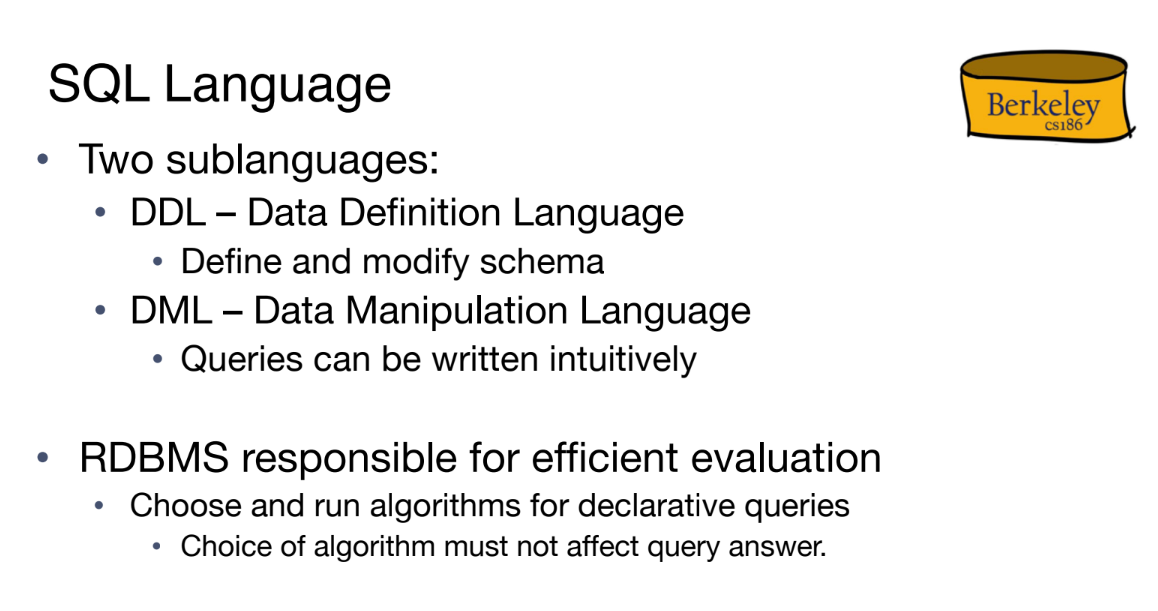 SQL Language
Berkeley
cs186
• Two sublanguages:
• DDL – Data Definition Language
• Define and modify schema
• DML – Data Manipulation Language
• Queries can be written intuitively
• RDBMS responsible for efficient evaluation
• Choose and run algorithms for declarative queries
• Choice of algorithm must not affect query answer.